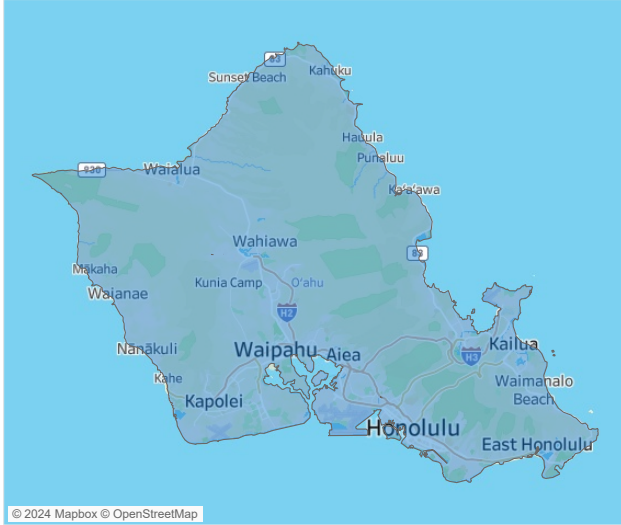 83
Sunset Beach
Kahuku
Hauula
Punaluu
930
Waialua
Ka'a'awa
Wahiawa
83
Mākaha
Kunia Camp
O'ahu
Waianae
H2
Nānākuli
Waipahu
Aiea
H3
Kailua
Kahe
Waimanalo
Beach
Kapolei
Honolulu
East Honolulu
© 2024 Mapbox © OpenStreetMap